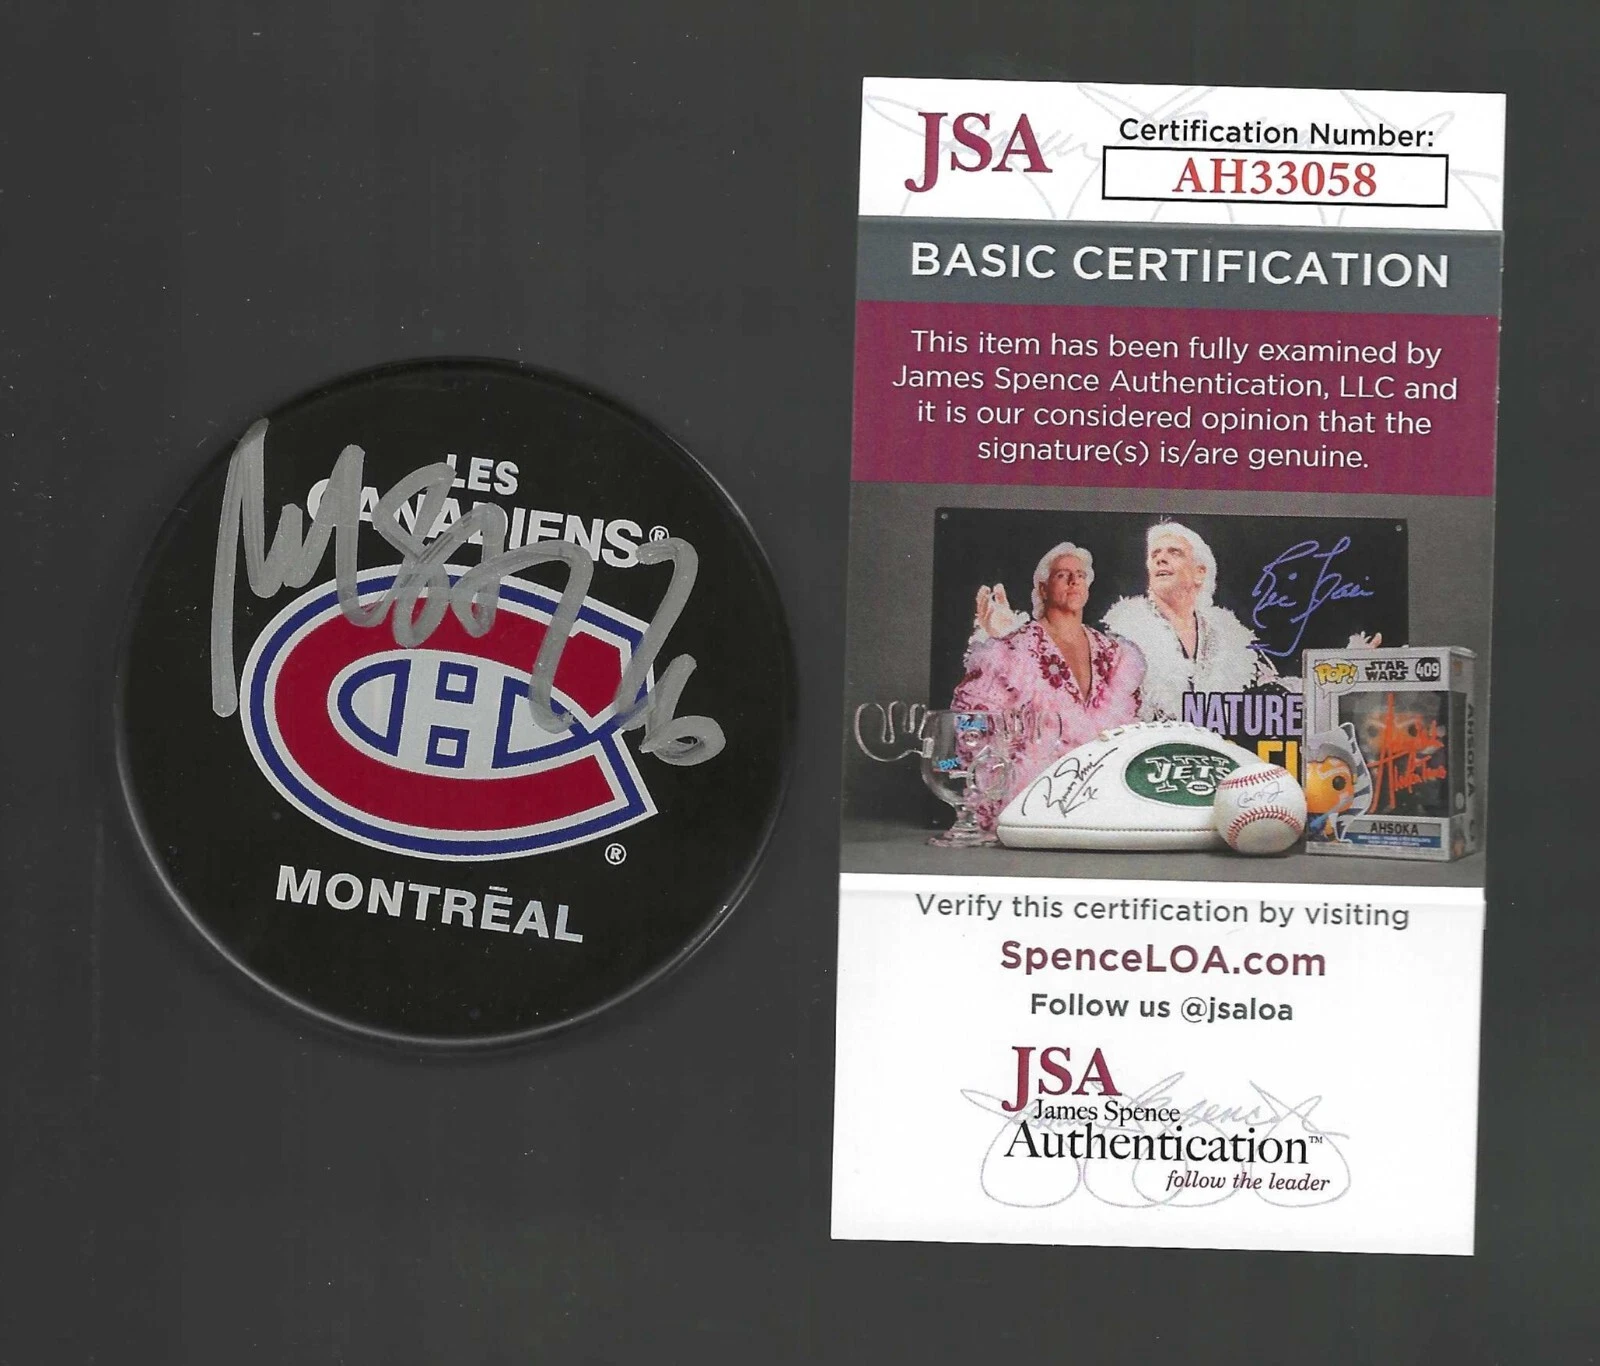 LES
CANADIENS®
®
MONTRĒAL
JSA
Certification Number:
AH33058
BASIC CERTIFICATION
This item has been fully examined by
James Spence Authentication, LLC and
it is our considered opinion that the
signature(s) is/are genuine.
NATURE
POP!
STAR
WARS
409
JETS
AHSOKA
Verify this certification by visiting
SpenceLOA.com
Follow us @jsaloa
JSA
James Spence
Authentication™
follow the leader